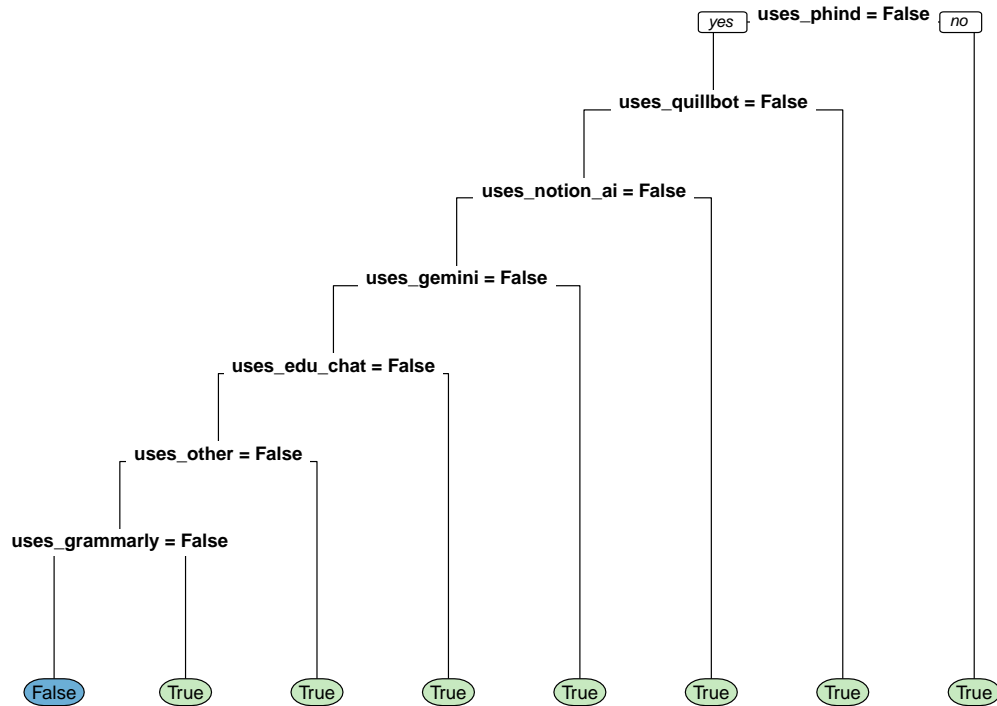 yes uses_phind = False no
uses_quillbot = False
uses_notion_ai = False
uses_gemini = False
uses_edu_chat = False
uses_other = False
uses_grammarly = False
False True True True True True True True